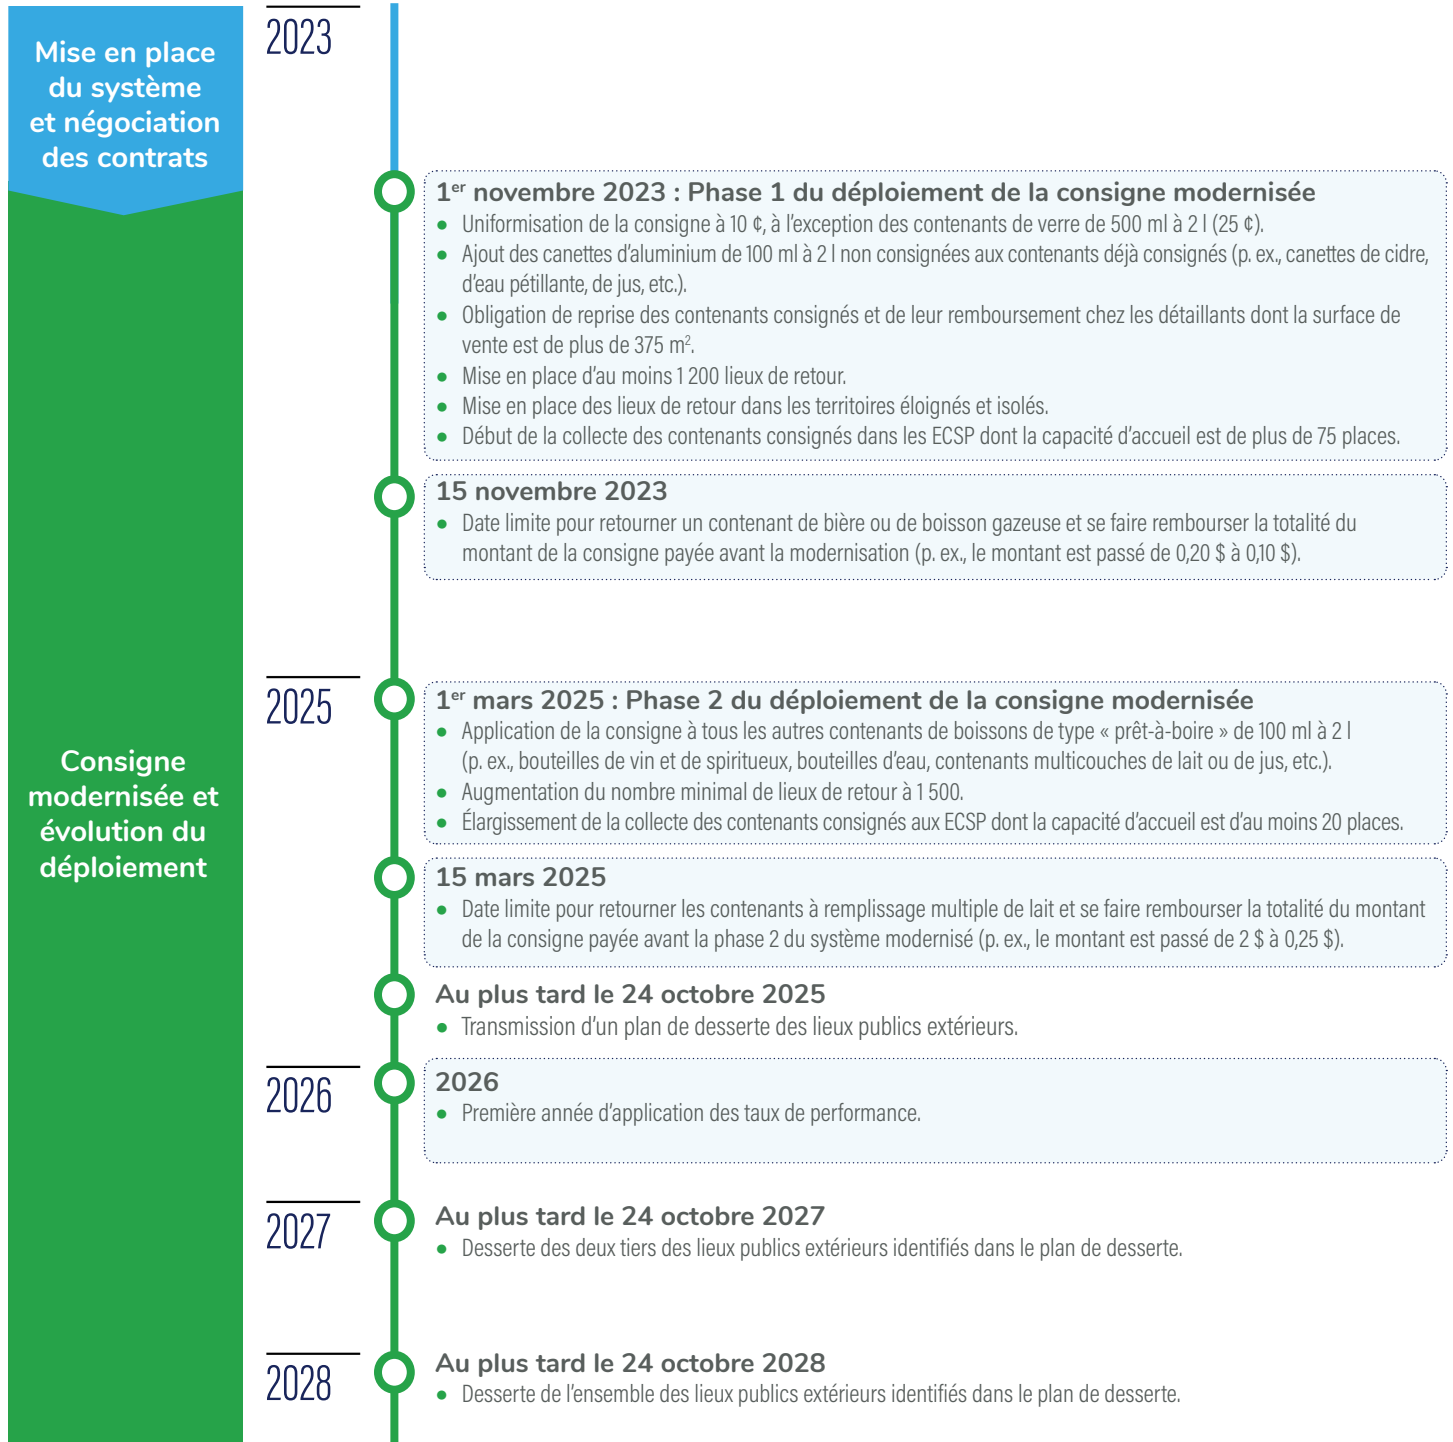 Mise en place
du système
et négociation
des contrats
2023
1er novembre 2023 : Phase 1 du déploiement de la consigne modernisée
• Uniformisation de la consigne à 10 ¢, à l’exception des contenants de verre de 500 ml à 2 l (25 ¢).
• Ajout des canettes d’aluminium de 100 ml à 2 l non consignées aux contenants déjà consignés (p. ex., canettes de cidre,
d’eau pétillante, de jus, etc.).
• Obligation de reprise des contenants consignés et de leur remboursement chez les détaillants dont la surface de
vente est de plus de 375 m².
• Mise en place d’au moins 1 200 lieux de retour.
• Mise en place des lieux de retour dans les territoires éloignés et isolés.
• Début de la collecte des contenants consignés dans les ECSP dont la capacité d’accueil est de plus de 75 places.
15 novembre 2023
• Date limite pour retourner un contenant de bière ou de boisson gazeuse et se faire rembourser la totalité du
montant de la consigne payée avant la modernisation (p. ex., le montant est passé de 0,20 $ à 0,10 $).
Consigne
modernisée et
évolution du
déploiement
2025
1er mars 2025 : Phase 2 du déploiement de la consigne modernisée
• Application de la consigne à tous les autres contenants de boissons de type « prêt-à-boire » de 100 ml à 2 l
(p. ex., bouteilles de vin et de spiritueux, bouteilles d’eau, contenants multicouches de lait ou de jus, etc.).
• Augmentation du nombre minimal de lieux de retour à 1 500.
• Élargissement de la collecte des contenants consignés aux ECSP dont la capacité d’accueil est d’au moins 20 places.
15 mars 2025
• Date limite pour retourner les contenants à remplissage multiple de lait et se faire rembourser la totalité du montant
de la consigne payée avant la phase 2 du système modernisé (p. ex., le montant est passé de 2 $ à 0,25 $).
Au plus tard le 24 octobre 2025
• Transmission d’un plan de desserte des lieux publics extérieurs.
2026
2026
• Première année d’application des taux de performance.
2027
Au plus tard le 24 octobre 2027
• Desserte des deux tiers des lieux publics extérieurs identifiés dans le plan de desserte.
2028
Au plus tard le 24 octobre 2028
• Desserte de l’ensemble des lieux publics extérieurs identifiés dans le plan de desserte.